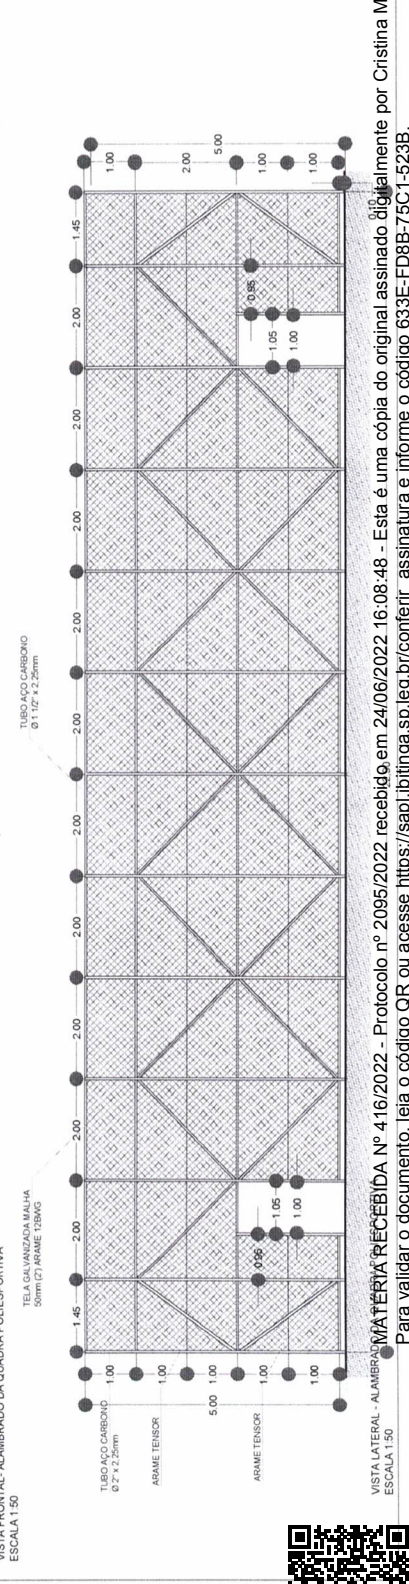 VISTA FRONTAL- ALAMBRADO DA QUADRA POLIESPORTIVA
ESCALA 1:50
TELA GALVANIZADA MALHA
50mm (2') ARAME 12BWG
TUBO AÇO CARBONO
Ø 1 1/2" x 2.25mm
1.45
2.00
2.00
2.00
2.00
2.00
2.00
2.00
2.00
2.00
1.45
TUBO AÇO CARBONO
Ø 2" x 2.25mm
ARAME TENSOR
ARAME TENSOR
1.00
1.00
1.00
1.00
1.00
5.00
0.95
1.05
1.00
0.95
1.05
1.00
1.00
2.00
1.00
1.00
5.00
0.10
VISTA LATERAL - ALAMBRADO DA QUADRA POLIESPORTIVA
ESCALA 1:50
MATÉRIA RECEBIDA Nº 416/2022 - Protocolo nº 2095/2022 recebido em 24/06/2022 16:08:48 - Esta é uma cópia do original assinado digitalmente por Cristina M
Para validar o documento, leia o código QR ou acesse https://sapl.ibitinga.sp.leg.br/conferir_assinatura e informe o código 633E-FD8B-75C1-523B.